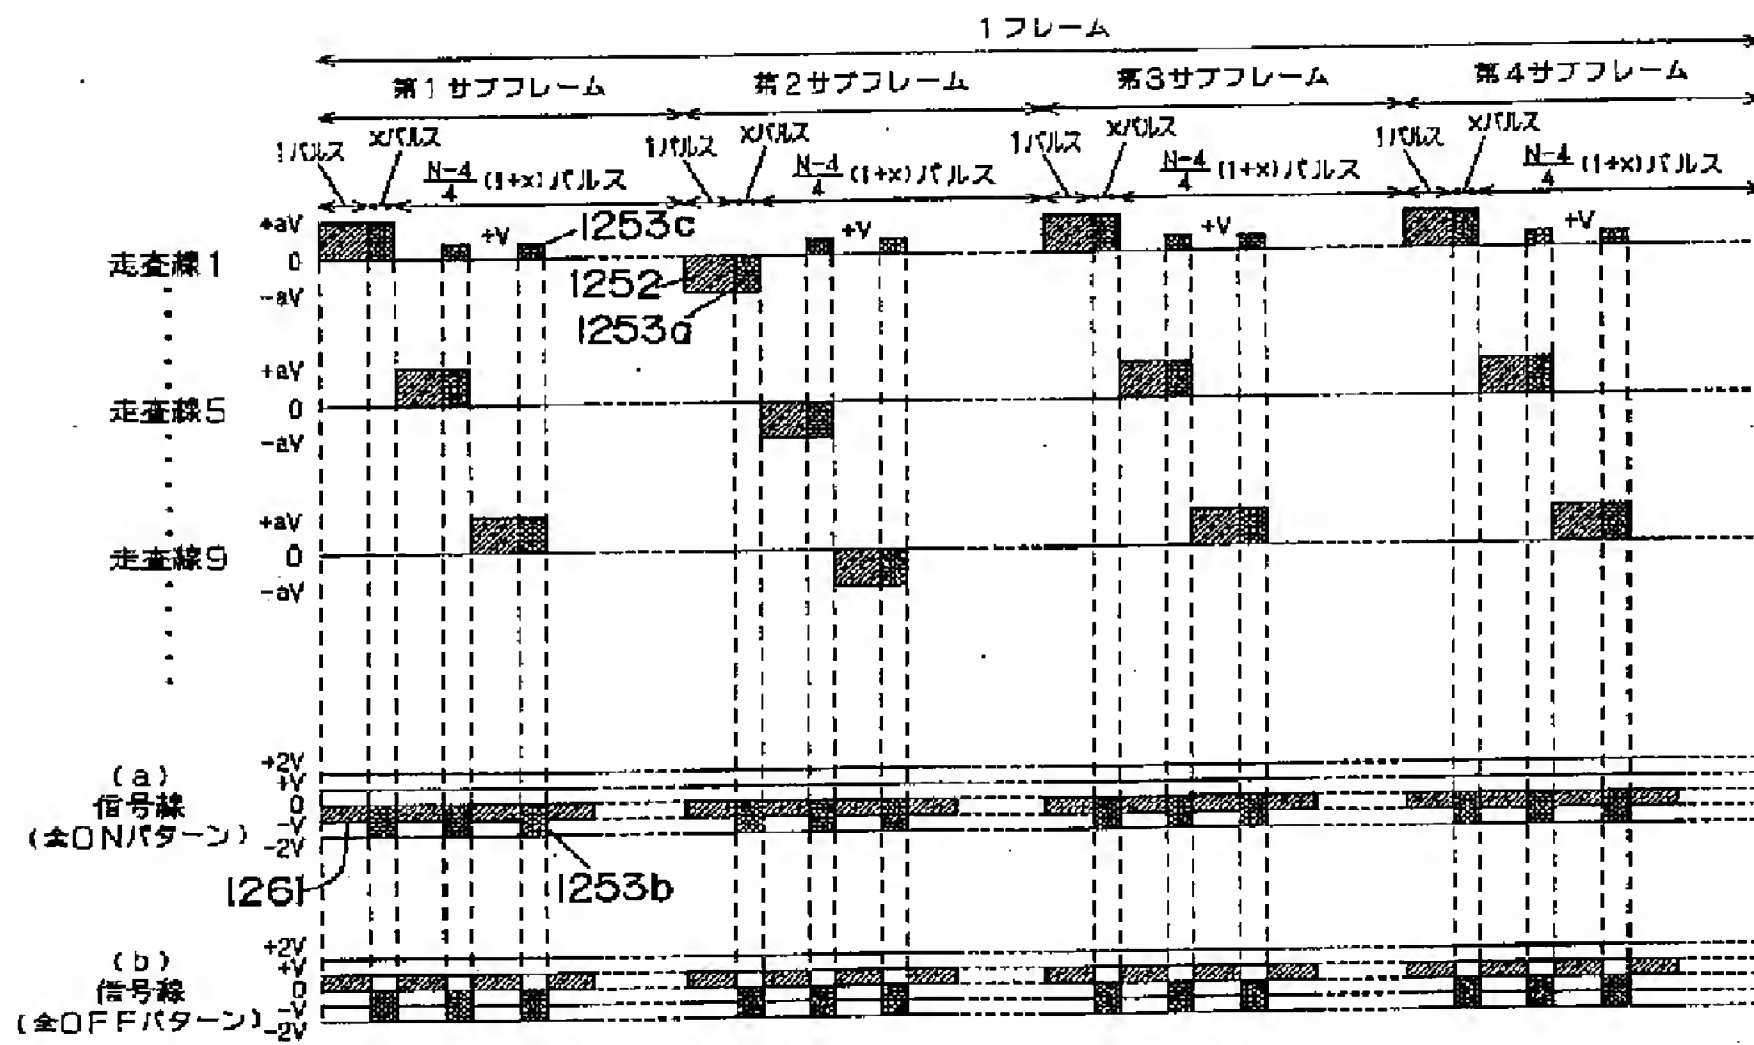 1フレーム
第1サブフレーム 第2サブフレーム 第3サブフレーム 第4サブフレーム
1パルス xパルス N-4/4 (1+x)パルス 1パルス xパルス N-4/4 (1+x)パルス 1パルス xパルス N-4/4 (1+x)パルス 1パルス xパルス N-4/4 (1+x)パルス
+aV +V 1253c +V +V +V
走査線1 0
-aV 1252
1253a
+aV
走査線5 0
-aV
+aV
走査線9 0
-aV
+2V
(a) +V
信号線 0
-V
(全ONパターン) -2V
1261 1253b
+2V
(b) +V
信号線 0
-V
(全OFFパターン) -2V